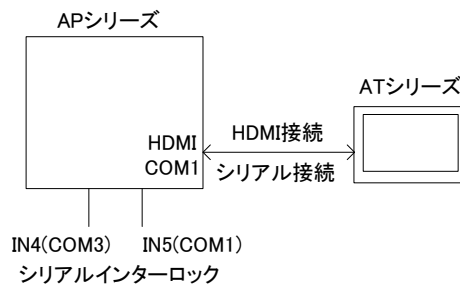 APシリーズ
ATシリーズ
HDMI
COM1
HDMI接続
シリアル接続
IN4(COM3) IN5(COM1)
シリアルインターロック